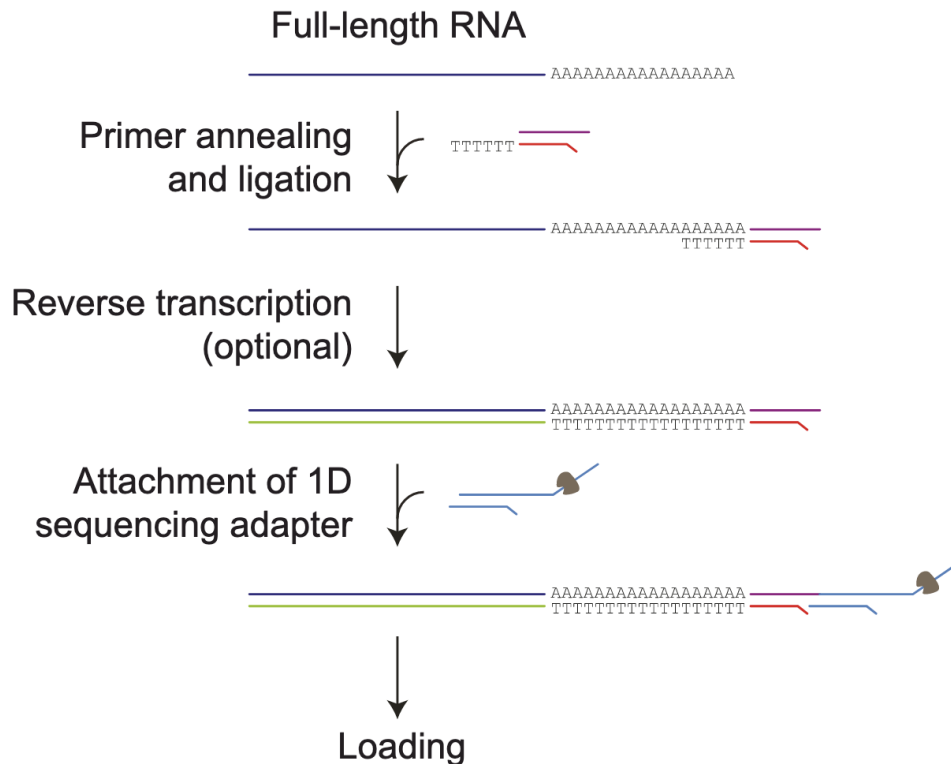 Full-length RNA
AAAAAAAAAAAAAAAAA
Primer annealing
and ligation
TTTTTT
AAAAAAAAAAAAAAAAAA
TTTTTT
Reverse transcription
(optional)
AAAAAAAAAAAAAAAAAA
TTTTTTTTTTTTTTTTTT
Attachment of 1D
sequencing adapter
AAAAAAAAAAAAAAAAAA
TTTTTTTTTTTTTTTTTT
Loading